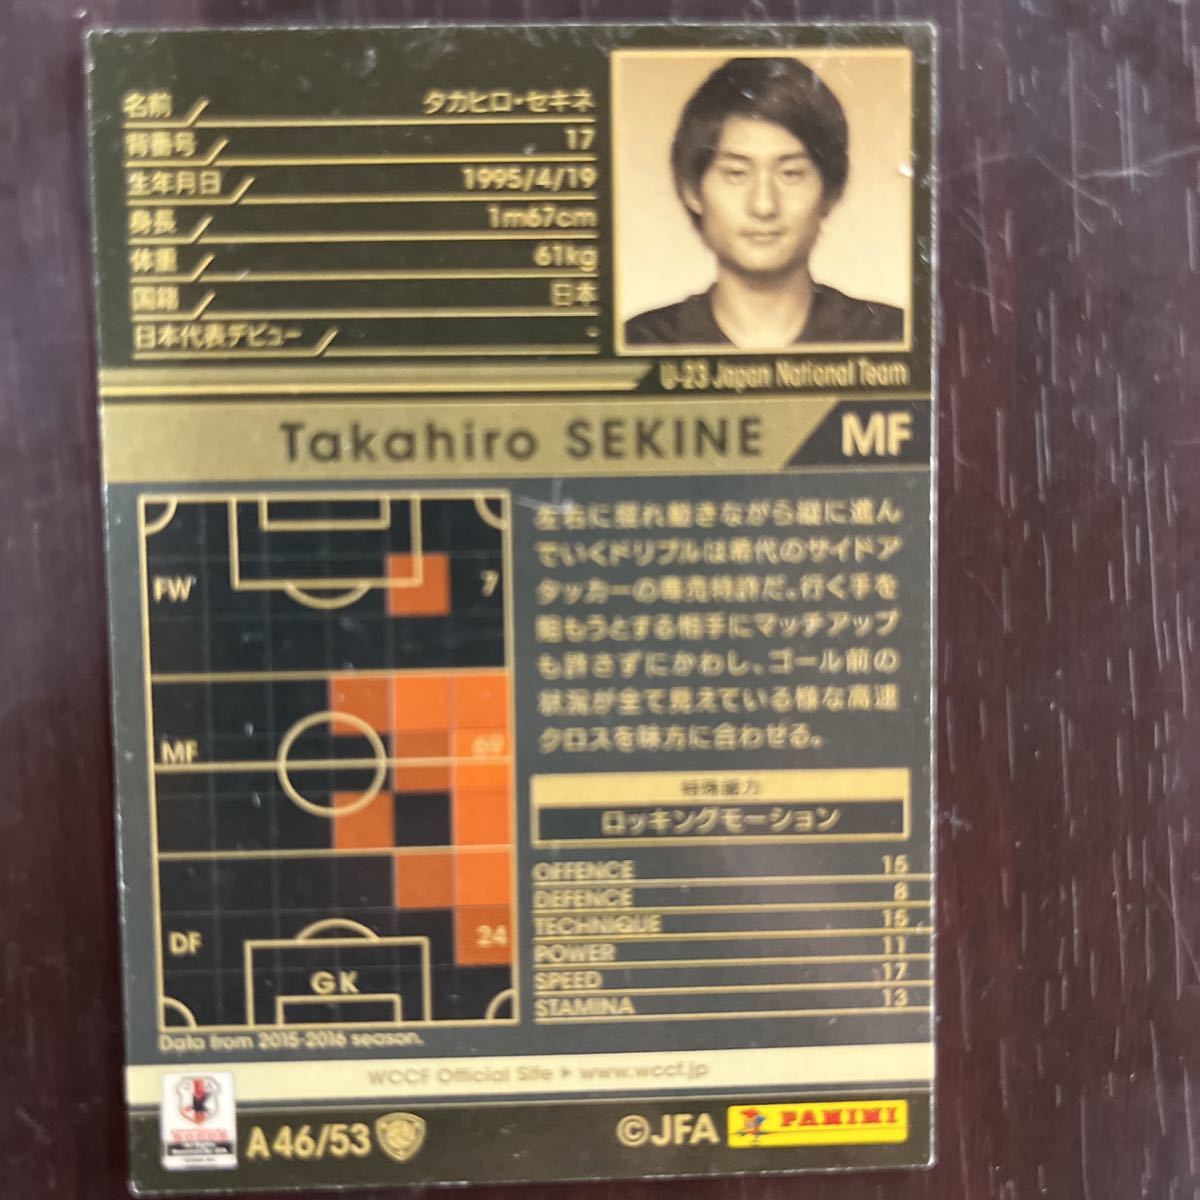 名前 タカヒロ・セキネ
背番号 17
生年月日 1995/4/19
身長 1m67cm
体重 61kg
国籍 日本
日本代表デビュー -
U-23 Japan National Team
Takahiro SEKINE MF
FW 7
MF 69
DF 24
GK
Data from 2015-2016 season.
左右に揺れ動きながら縦に進ん
でいくドリブルは希代のサイドア
タッカーの専売特許だ。行く手を
阻もうとする相手にマッチアップ
も許さずにかわし、ゴール前の
状況が全て見えている様な高速
クロスを味方に合わせる。
特殊能力
ロッキングモーション
OFFENCE 15
DEFENCE 8
TECHNIQUE 15
POWER 11
SPEED 17
STAMINA 13
WCCF Official Site ▶ www.wccf.jp
A 46/53
©JFA PANINI